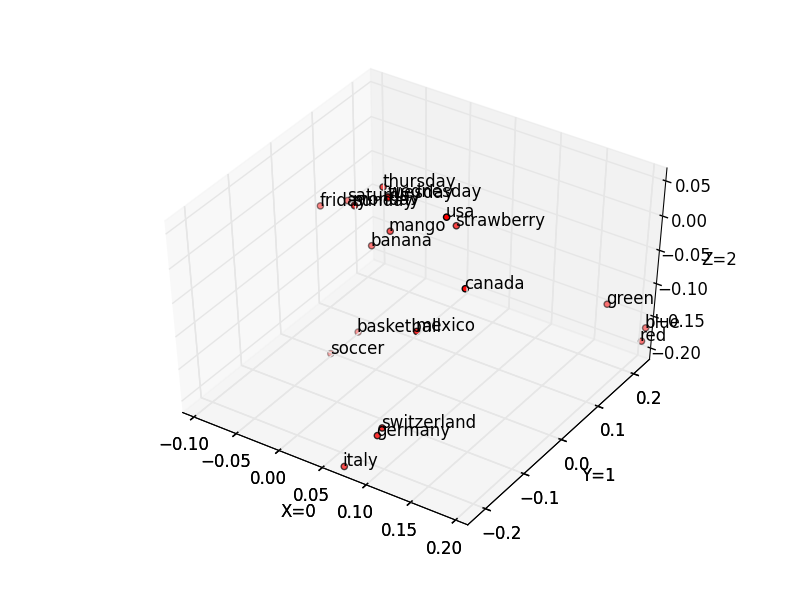 thursday
wednesday
saturday
friday
sunday
usa
strawberry
mango
banana
canada
green
blue
red
basketball
mexico
soccer
switzerland
germany
italy
0.05
0.00
−0.05
Z=2
−0.10
−0.15
−0.20
0.2
0.1
0.0
Y=1
−0.1
−0.2
−0.10
−0.05
0.00
0.05
X=0
0.10
0.15
0.20